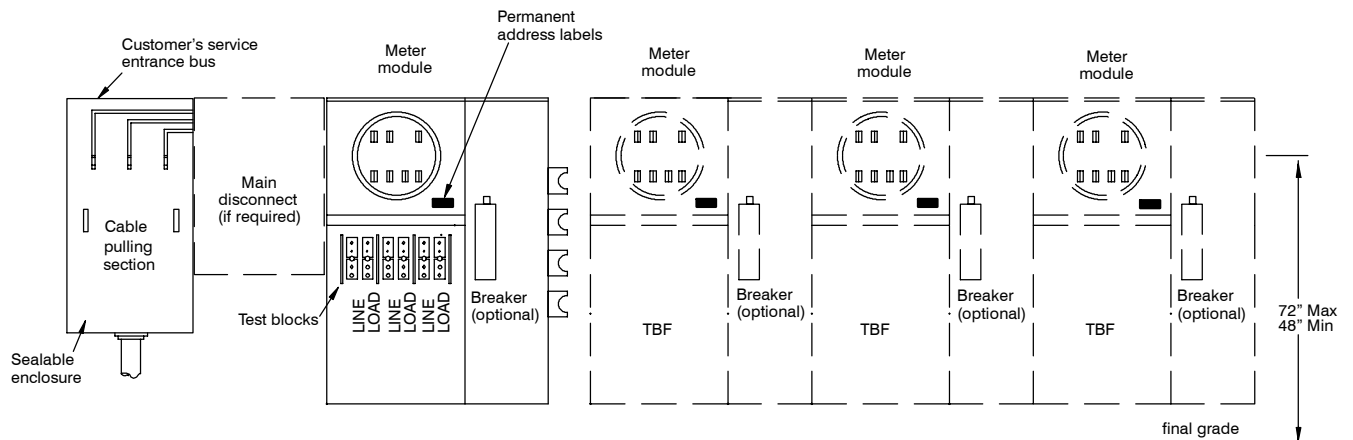 Permanent
address labels
Customer's service
entrance bus
Meter
module
Meter
module
Meter
module
Meter
module
Main
disconnect
(if required)
Cable
pulling
section
Test blocks
LINE
LOAD
LINE
LOAD
LINE
LOAD
Breaker
(optional)
TBF
Breaker
(optional)
TBF
Breaker
(optional)
TBF
Breaker
(optional)
72" Max
48" Min
Sealable
enclosure
final grade